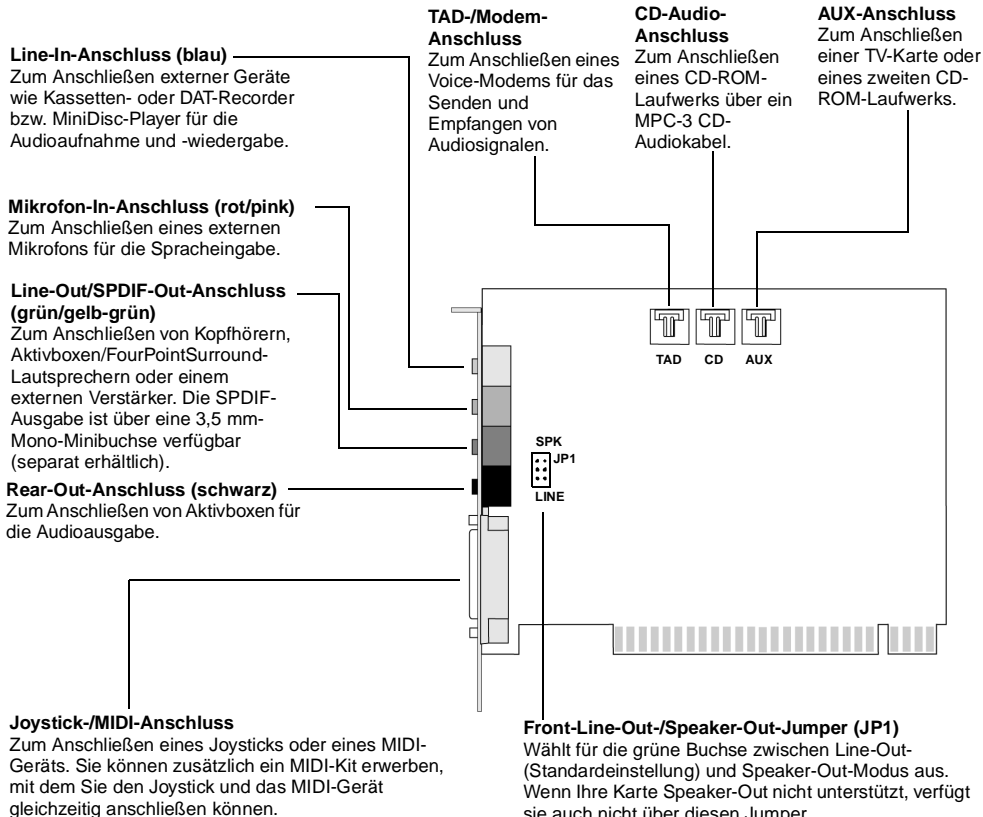 Line-In-Anschluss (blau)
Zum Anschließen externer Geräte
wie Kassetten- oder DAT-Recorder
bzw. MiniDisc-Player für die
Audioaufnahme und -wiedergabe.
TAD-/Modem-
Anschluss
Zum Anschließen eines
Voice-Modems für das
Senden und
Empfangen von
Audiosignalen.
CD-Audio-
Anschluss
Zum Anschließen
eines CD-ROM-
Laufwerks über ein
MPC-3 CD-
Audiokabel.
AUX-Anschluss
Zum Anschließen
einer TV-Karte oder
eines zweiten CD-
ROM-Laufwerks.
Mikrofon-In-Anschluss (rot/pink)
Zum Anschließen eines externen
Mikrofons für die Spracheingabe.
Line-Out/SPDIF-Out-Anschluss
(grün/gelb-grün)
Zum Anschließen von Kopfhörern,
Aktivboxen/FourPointSurround-
Lautsprechern oder einem
externen Verstärker. Die SPDIF-
Ausgabe ist über eine 3,5 mm-
Mono-Minibuchse verfügbar
(separat erhältlich).
Rear-Out-Anschluss (schwarz)
Zum Anschließen von Aktivboxen für
die Audioausgabe.
TAD
CD
AUX
SPK
JP1
LINE
Joystick-/MIDI-Anschluss
Zum Anschließen eines Joysticks oder eines MIDI-
Geräts. Sie können zusätzlich ein MIDI-Kit erwerben,
mit dem Sie den Joystick und das MIDI-Gerät
gleichzeitig anschließen können.
Front-Line-Out-/Speaker-Out-Jumper (JP1)
Wählt für die grüne Buchse zwischen Line-Out-
(Standardeinstellung) und Speaker-Out-Modus aus.
Wenn Ihre Karte Speaker-Out nicht unterstützt, verfügt
sie auch nicht über diesen Jumper.